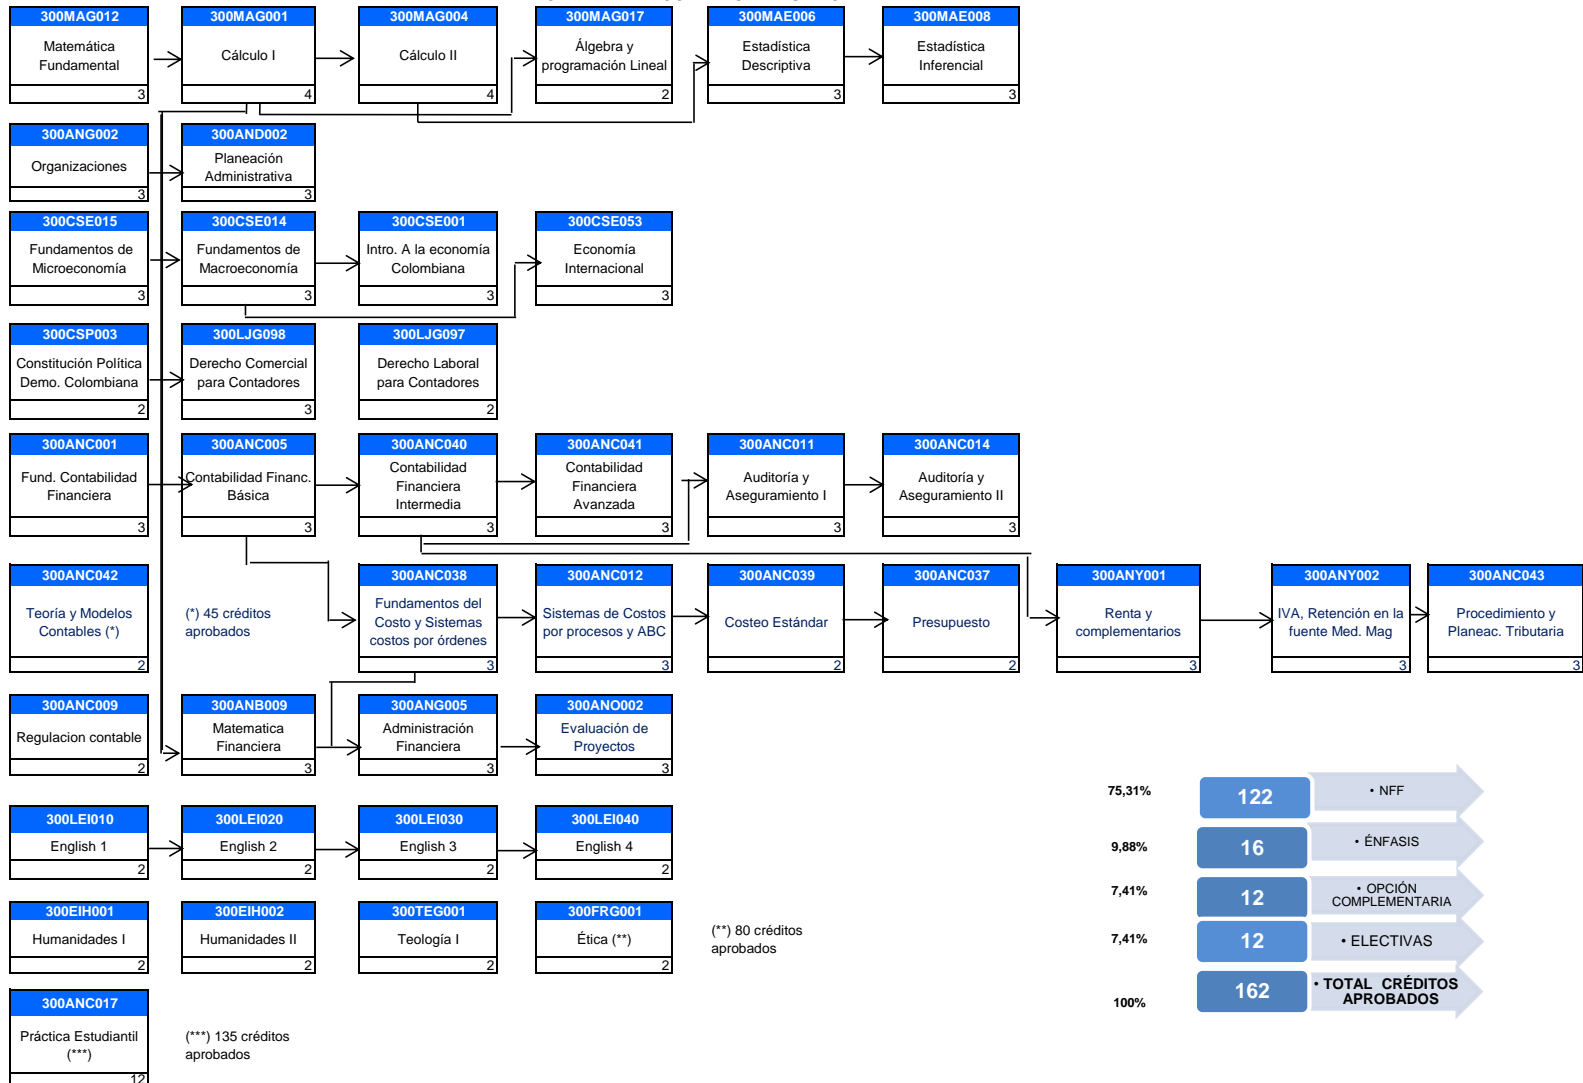 300MAG012
Matemática
Fundamental
3
300MAG001
Cálculo I
4
300MAG004
Cálculo II
4
300MAG017
Álgebra y
programación Lineal
2
300MAE006
Estadística
Descriptiva
3
300MAE008
Estadística
Inferencial
3
300ANG002
Organizaciones
3
300AND002
Planeación
Administrativa
3
300CSE015
Fundamentos de
Microeconomía
3
300CSE014
Fundamentos de
Macroeconomía
3
300CSE001
Intro. A la economía
Colombiana
3
300CSE053
Economía
Internacional
3
300CSP003
Constitución Política
Demo. Colombiana
2
300LJG098
Derecho Comercial
para Contadores
3
300LJG097
Derecho Laboral
para Contadores
2
300ANC001
Fund. Contabilidad
Financiera
3
300ANC005
Contabilidad Financ.
Básica
3
300ANC040
Contabilidad
Financiera
Intermedia
3
300ANC041
Contabilidad
Financiera
Avanzada
3
300ANC011
Auditoría y
Aseguramiento I
3
300ANC014
Auditoría y
Aseguramiento II
3
300ANC042
Teoría y Modelos
Contables (*)
2
(*) 45 créditos
aprobados
300ANC038
Fundamentos del
Costo y Sistemas
costos por órdenes
3
300ANC012
Sistemas de Costos
por procesos y ABC
3
300ANC039
Costeo Estándar
2
300ANC037
Presupuesto
2
300ANY001
Renta y
complementarios
3
300ANY002
IVA, Retención en la
fuente Med. Mag
3
300ANC043
Procedimiento y
Planeac. Tributaria
3
300ANC009
Regulacion contable
2
300ANB009
Matematica
Financiera
3
300ANG005
Administración
Financiera
3
300ANO002
Evaluación de
Proyectos
3
300LEI010
English 1
2
300LEI020
English 2
2
300LEI030
English 3
2
300LEI040
English 4
2
300EIH001
Humanidades I
2
300EIH002
Humanidades II
2
300TEG001
Teología I
2
300FRG001
Ética (**)
2
(**) 80 créditos
aprobados
300ANC017
Práctica Estudiantil
(***)
12
(***) 135 créditos
aprobados
75,31%
122
• NFF
9,88%
16
• ÉNFASIS
7,41%
12
• OPCIÓN
COMPLEMENTARIA
7,41%
12
• ELECTIVAS
100%
162
• TOTAL CRÉDITOS
APROBADOS